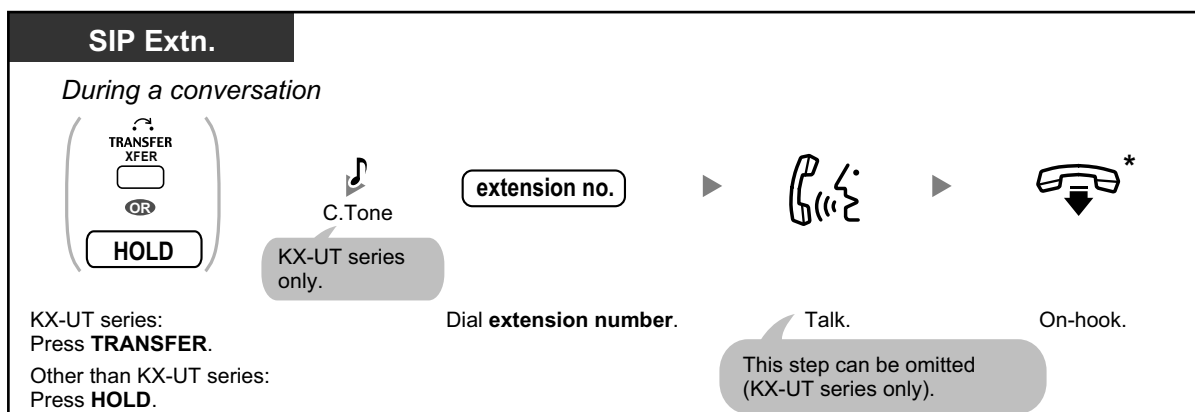 SIP Extn.
During a conversation
TRANSFER
XFER
OR
HOLD
C.Tone
KX-UT series
only.
extension no.
*
KX-UT series:
Press TRANSFER.
Other than KX-UT series:
Press HOLD.
Dial extension number.
Talk.
This step can be omitted
(KX-UT series only).
On-hook.